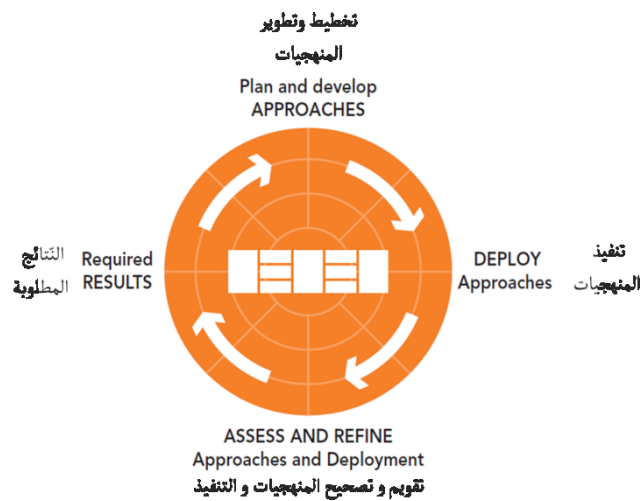 تخطيط وتطوير
المنهجيات
Plan and develop
APPROACHES
النتائج
المطلوبة
Required
RESULTS
DEPLOY
Approaches
تنفيذ
المنهجيات
ASSESS AND REFINE
Approaches and Deployment
تقويم و تصحيح المنهجيات و التنفيذ